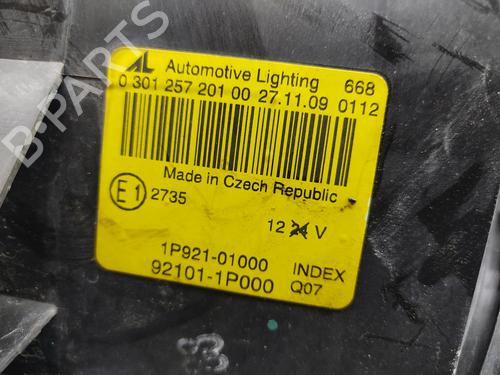 AL Automotive Lighting 668
0 301 257 201 00 27.11.09 0112
Made in Czech Republic
E1 2735
12 24 V
1P921-01000 INDEX
92101-1P000 Q07
B-PARTS